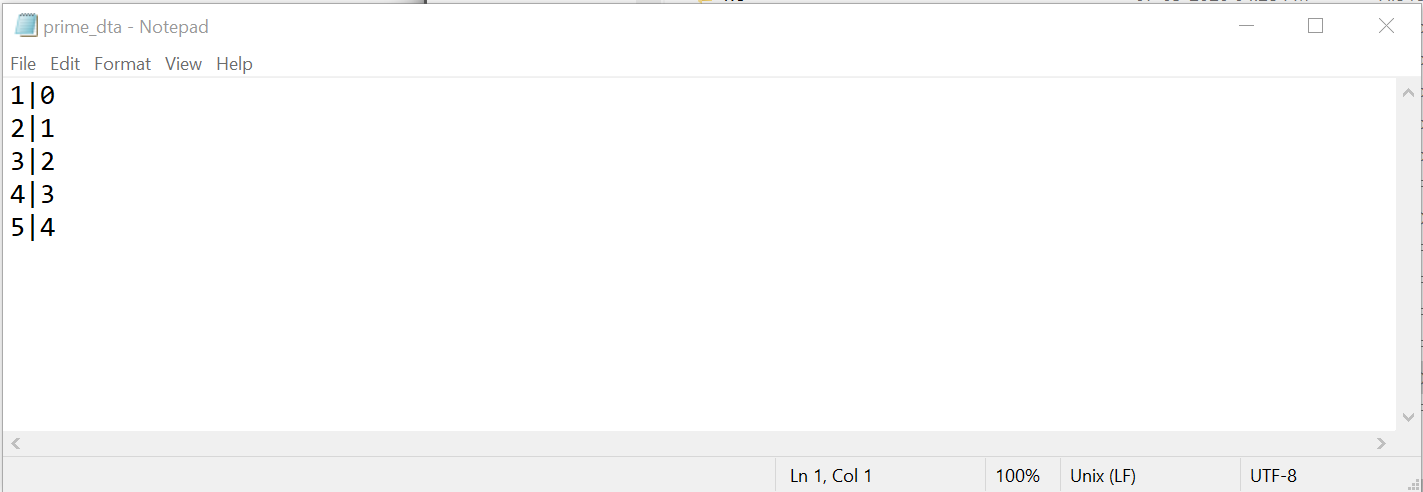 prime_dta - Notepad
File Edit Format View Help
1|0
2|1
3|2
4|3
5|4
Ln 1, Col 1 100% Unix (LF) UTF-8